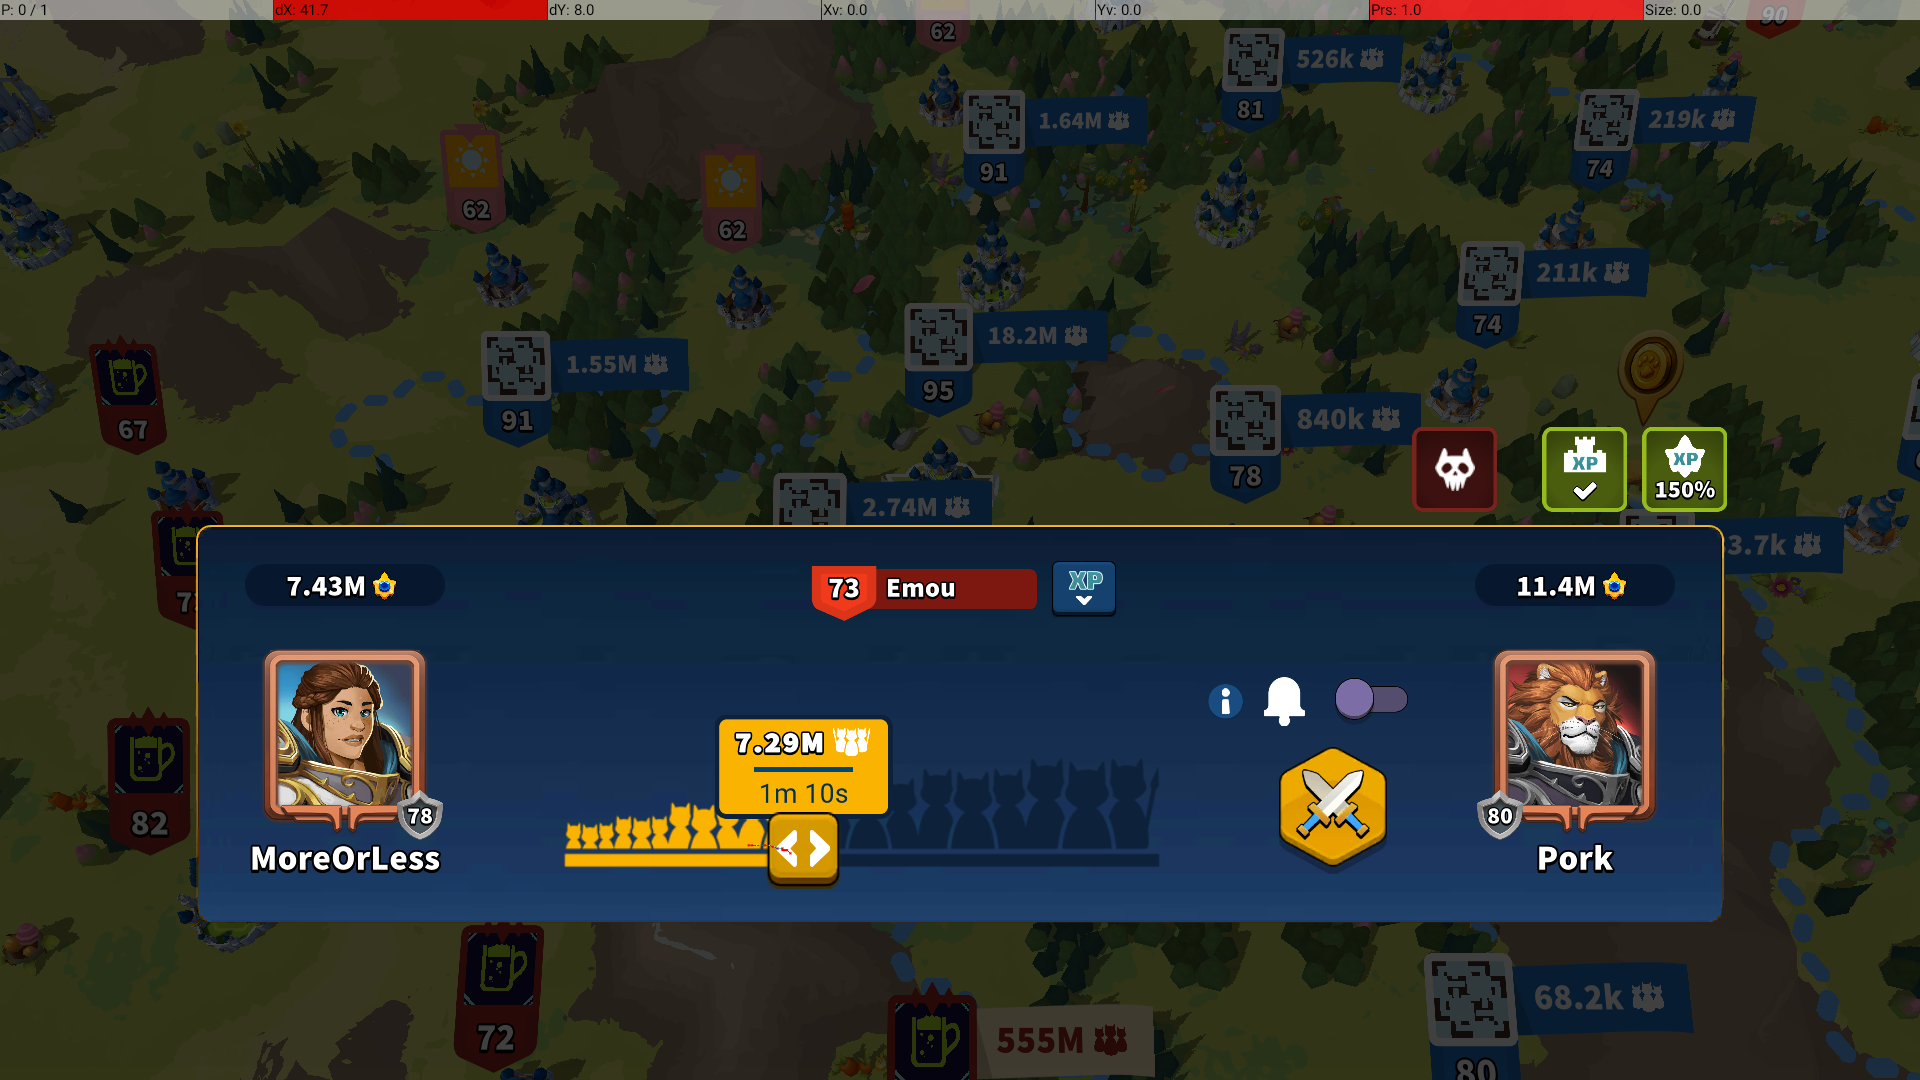 P: 0 / 1
dX: 41.7
dY: 8.0
Xv: 0.0
Yv: 0.0
Prs: 1.0
Size: 0.0
90
62
526k
81
1.64M
91
219k
74
62
62
211k
74
18.2M
95
1.55M
91
67
840k
78
XP
XP
150%
2.74M
3.7k
7.43M
73 Emou
XP
11.4M
7.29M
1m 10s
78
80
MoreOrLess
Pork
82
72
555M
68.2k
80